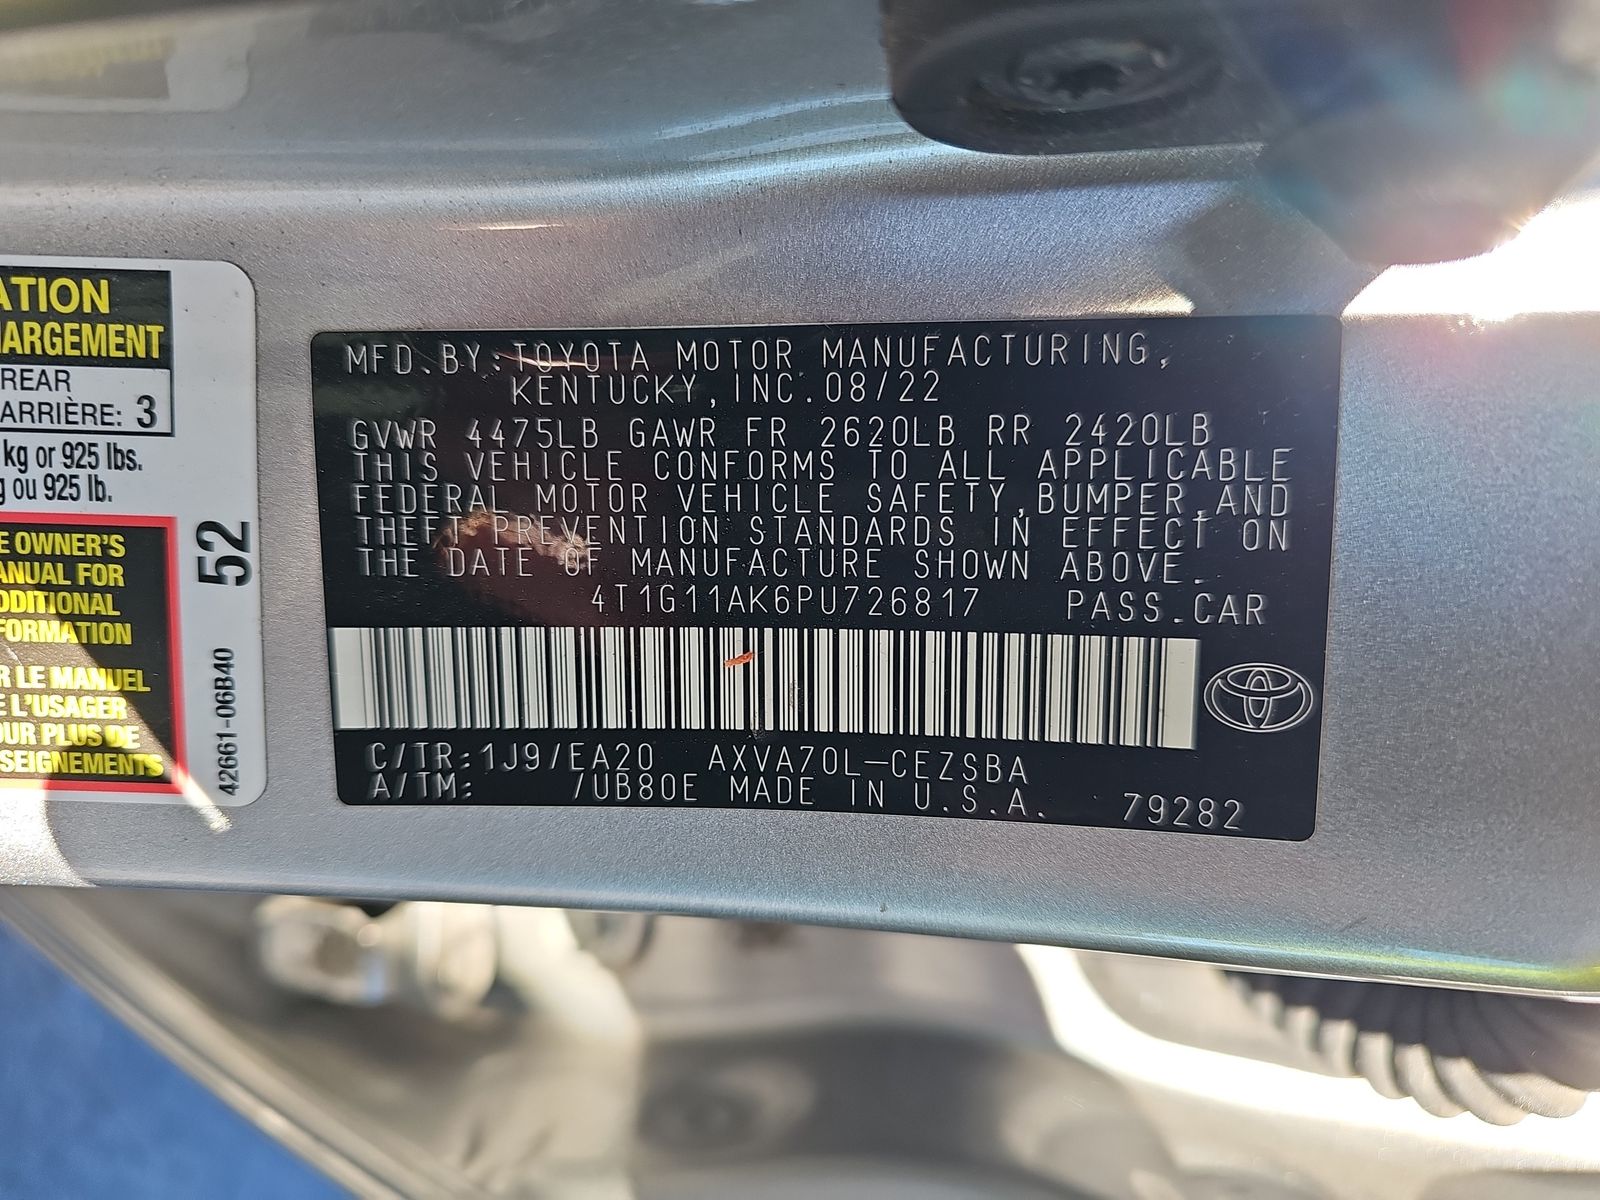 ATION
HARGEMENT
REAR
ARRIÈRE: 3
kg or 925 lbs.
ou 925 lb.
E OWNER'S
ANUAL FOR
DDITIONAL
FORMATION
R LE MANUEL
E L'USAGER
OUR PLUS DE
SEIGNEMENTS
52
42661-06B40
MFD.BY:TOYOTA MOTOR MANUFACTURING,
KENTUCKY,INC.08/22
GVWR 4475LB GAWR FR 2620LB RR 2420LB
THIS VEHICLE CONFORMS TO ALL APPLICABLE
FEDERAL MOTOR VEHICLE SAFETY,BUMPER,AND
THEFT PREVENTION STANDARDS IN EFFECT ON
THE DATE OF MANUFACTURE SHOWN ABOVE.
4T1G11AK6PU726817 PASS.CAR
C/TR:1J9/EA20 AXVA70L-CEZSBA
A/TM: /UB80E MADE IN U.S.A. 79282